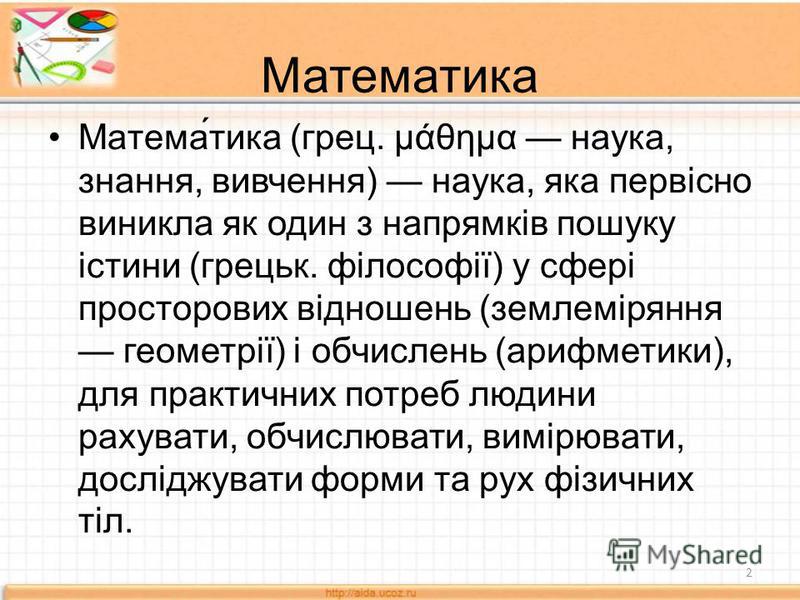 Математика
• Матема́тика (грец. μάθημα — наука,
знання, вивчення) — наука, яка первісно
виникла як один з напрямків пошуку
істини (грецьк. філософії) у сфері
просторових відношень (землеміряння
— геометрії) і обчислень (арифметики),
для практичних потреб людини
рахувати, обчислювати, вимірювати,
досліджувати форми та рух фізичних
тіл.
MyShared
2
http://aida.ucoz.ru